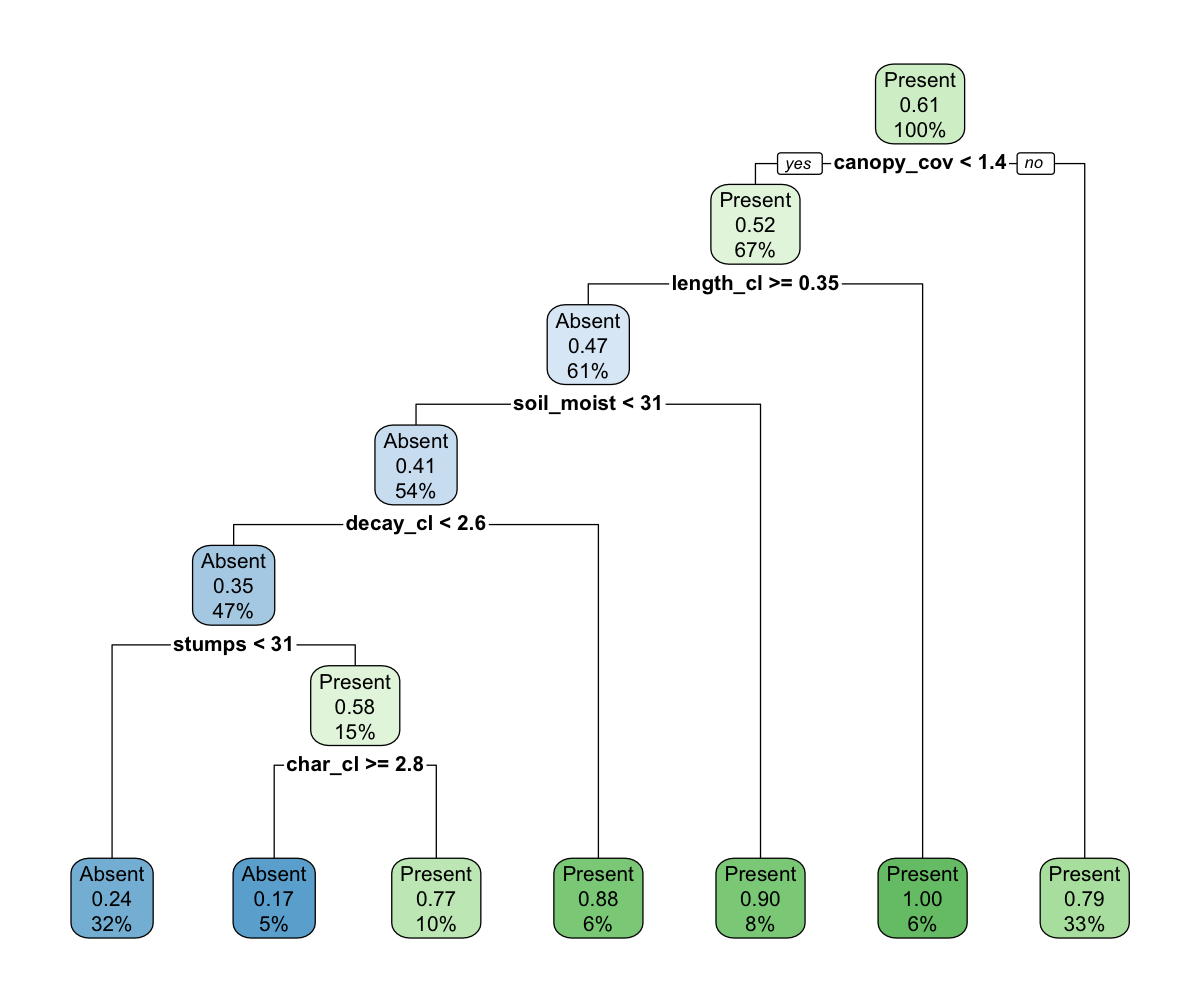 Present
0.61
100%
yes canopy_cov < 1.4 no
Present
0.52
67%
length_cl >= 0.35
Absent
0.47
61%
soil_moist < 31
Absent
0.41
54%
decay_cl < 2.6
Absent
0.35
47%
stumps < 31
Present
0.58
15%
char_cl >= 2.8
Absent
0.24
32%
Absent
0.17
5%
Present
0.77
10%
Present
0.88
6%
Present
0.90
8%
Present
1.00
6%
Present
0.79
33%